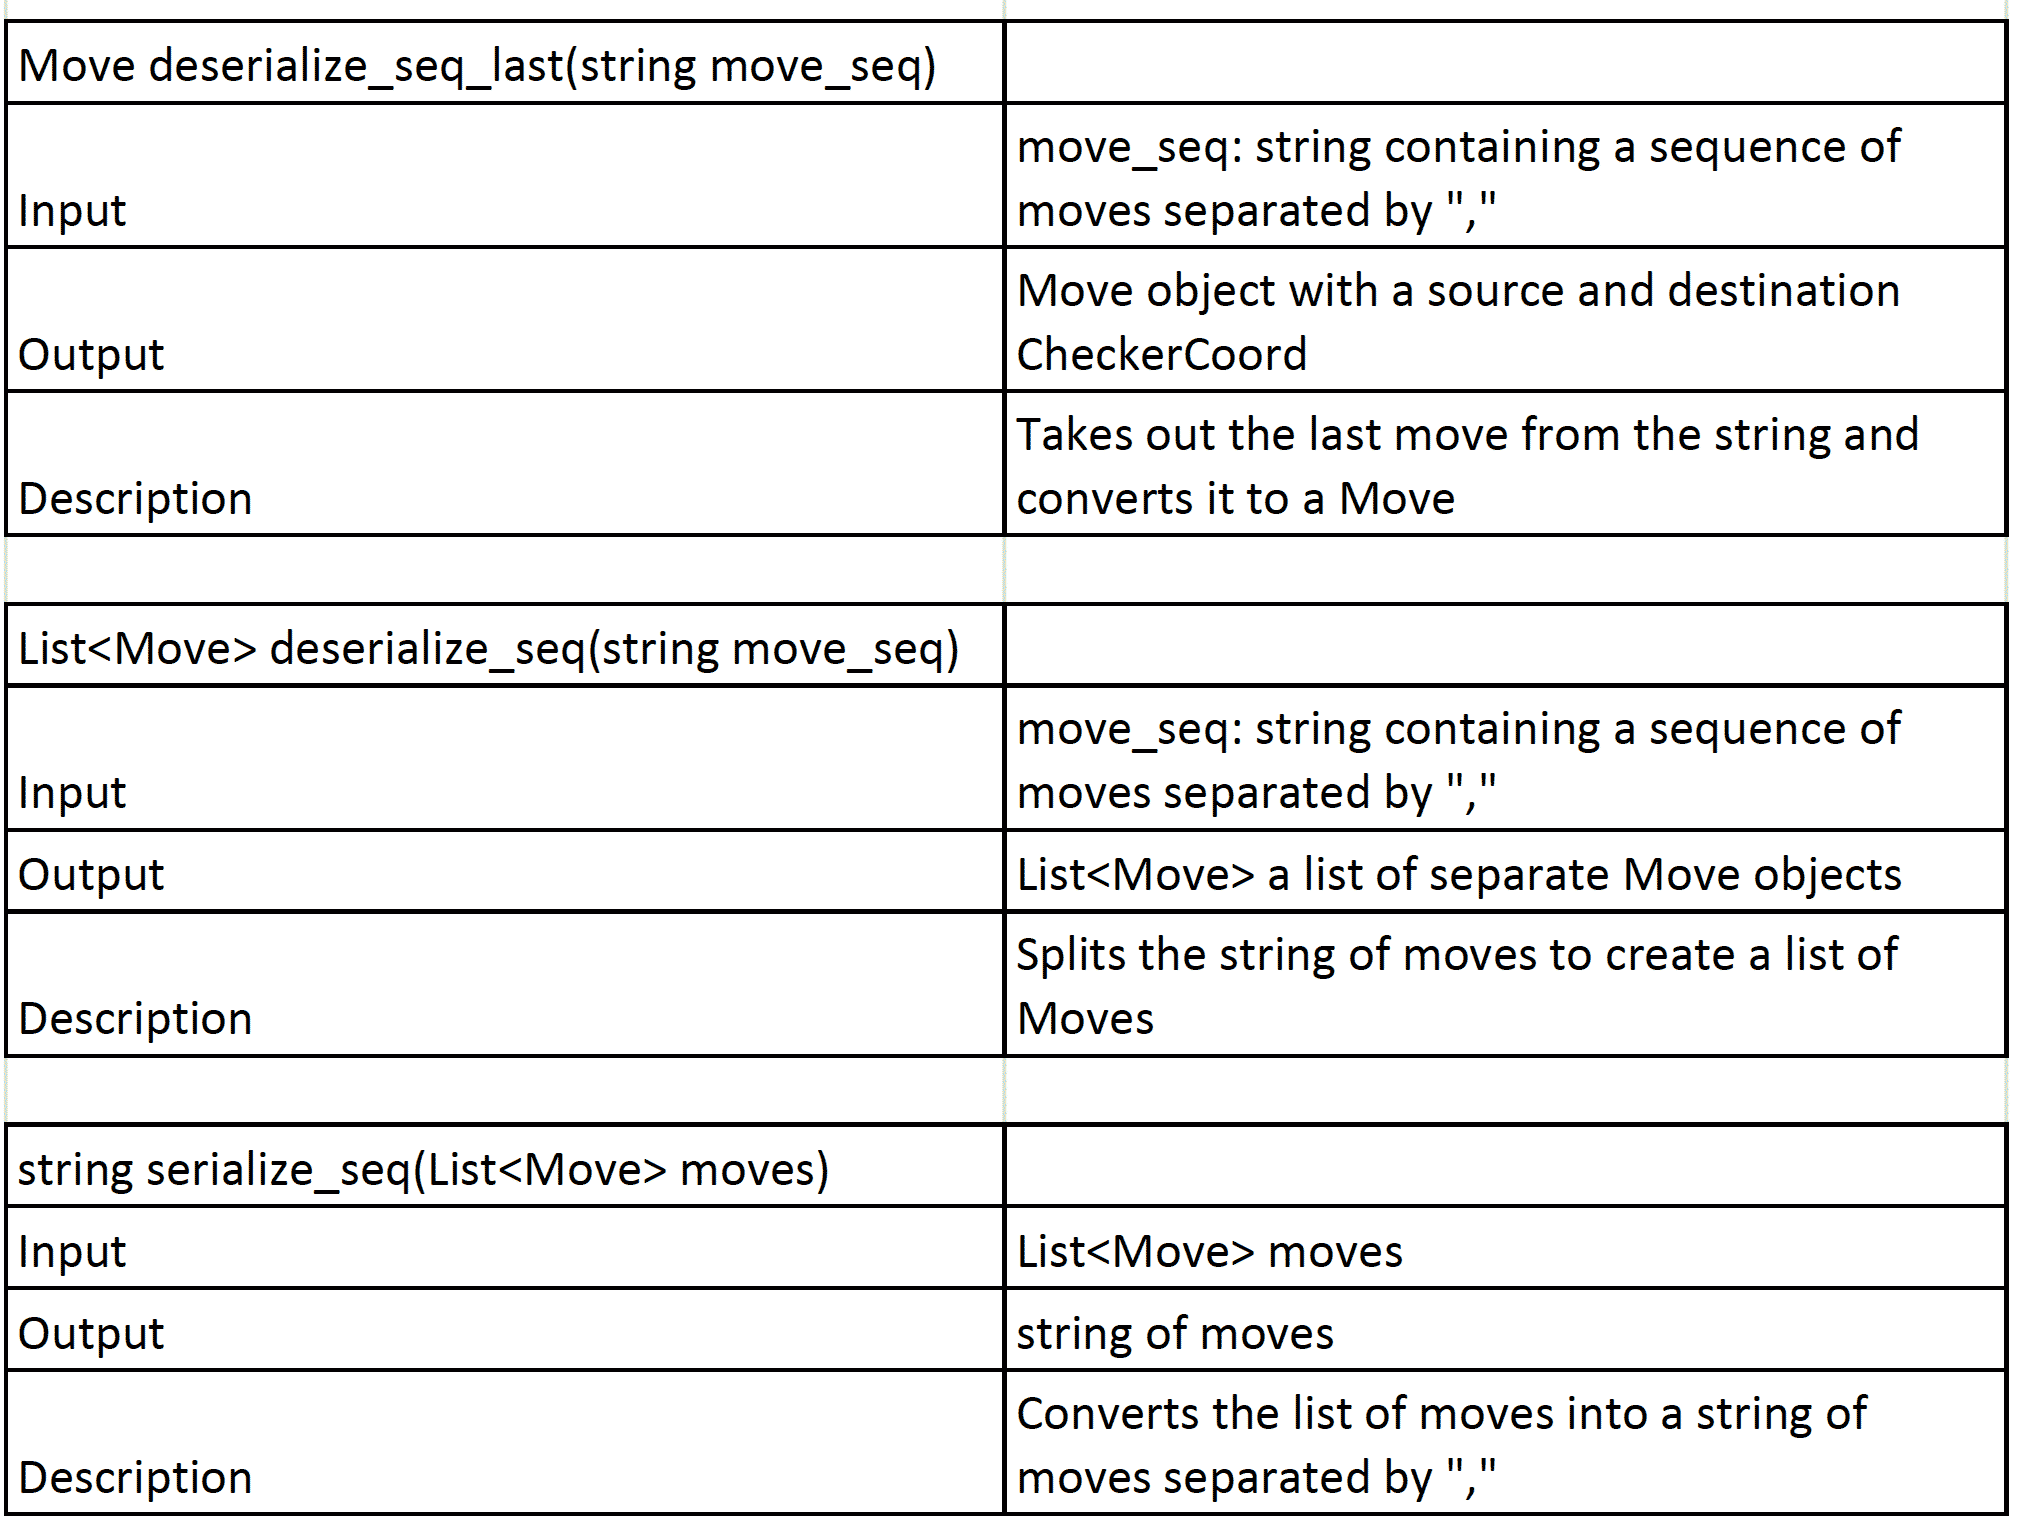 Move deserialize_seq_last(string move_seq)
Input
move_seq: string containing a sequence of
moves separated by ","
Output
Move object with a source and destination
CheckerCoord
Description
Takes out the last move from the string and
converts it to a Move
List<Move> deserialize_seq(string move_seq)
Input
move_seq: string containing a sequence of
moves separated by ","
Output
List<Move> a list of separate Move objects
Description
Splits the string of moves to create a list of
Moves
string serialize_seq(List<Move> moves)
Input
List<Move> moves
Output
string of moves
Description
Converts the list of moves into a string of
moves separated by ","